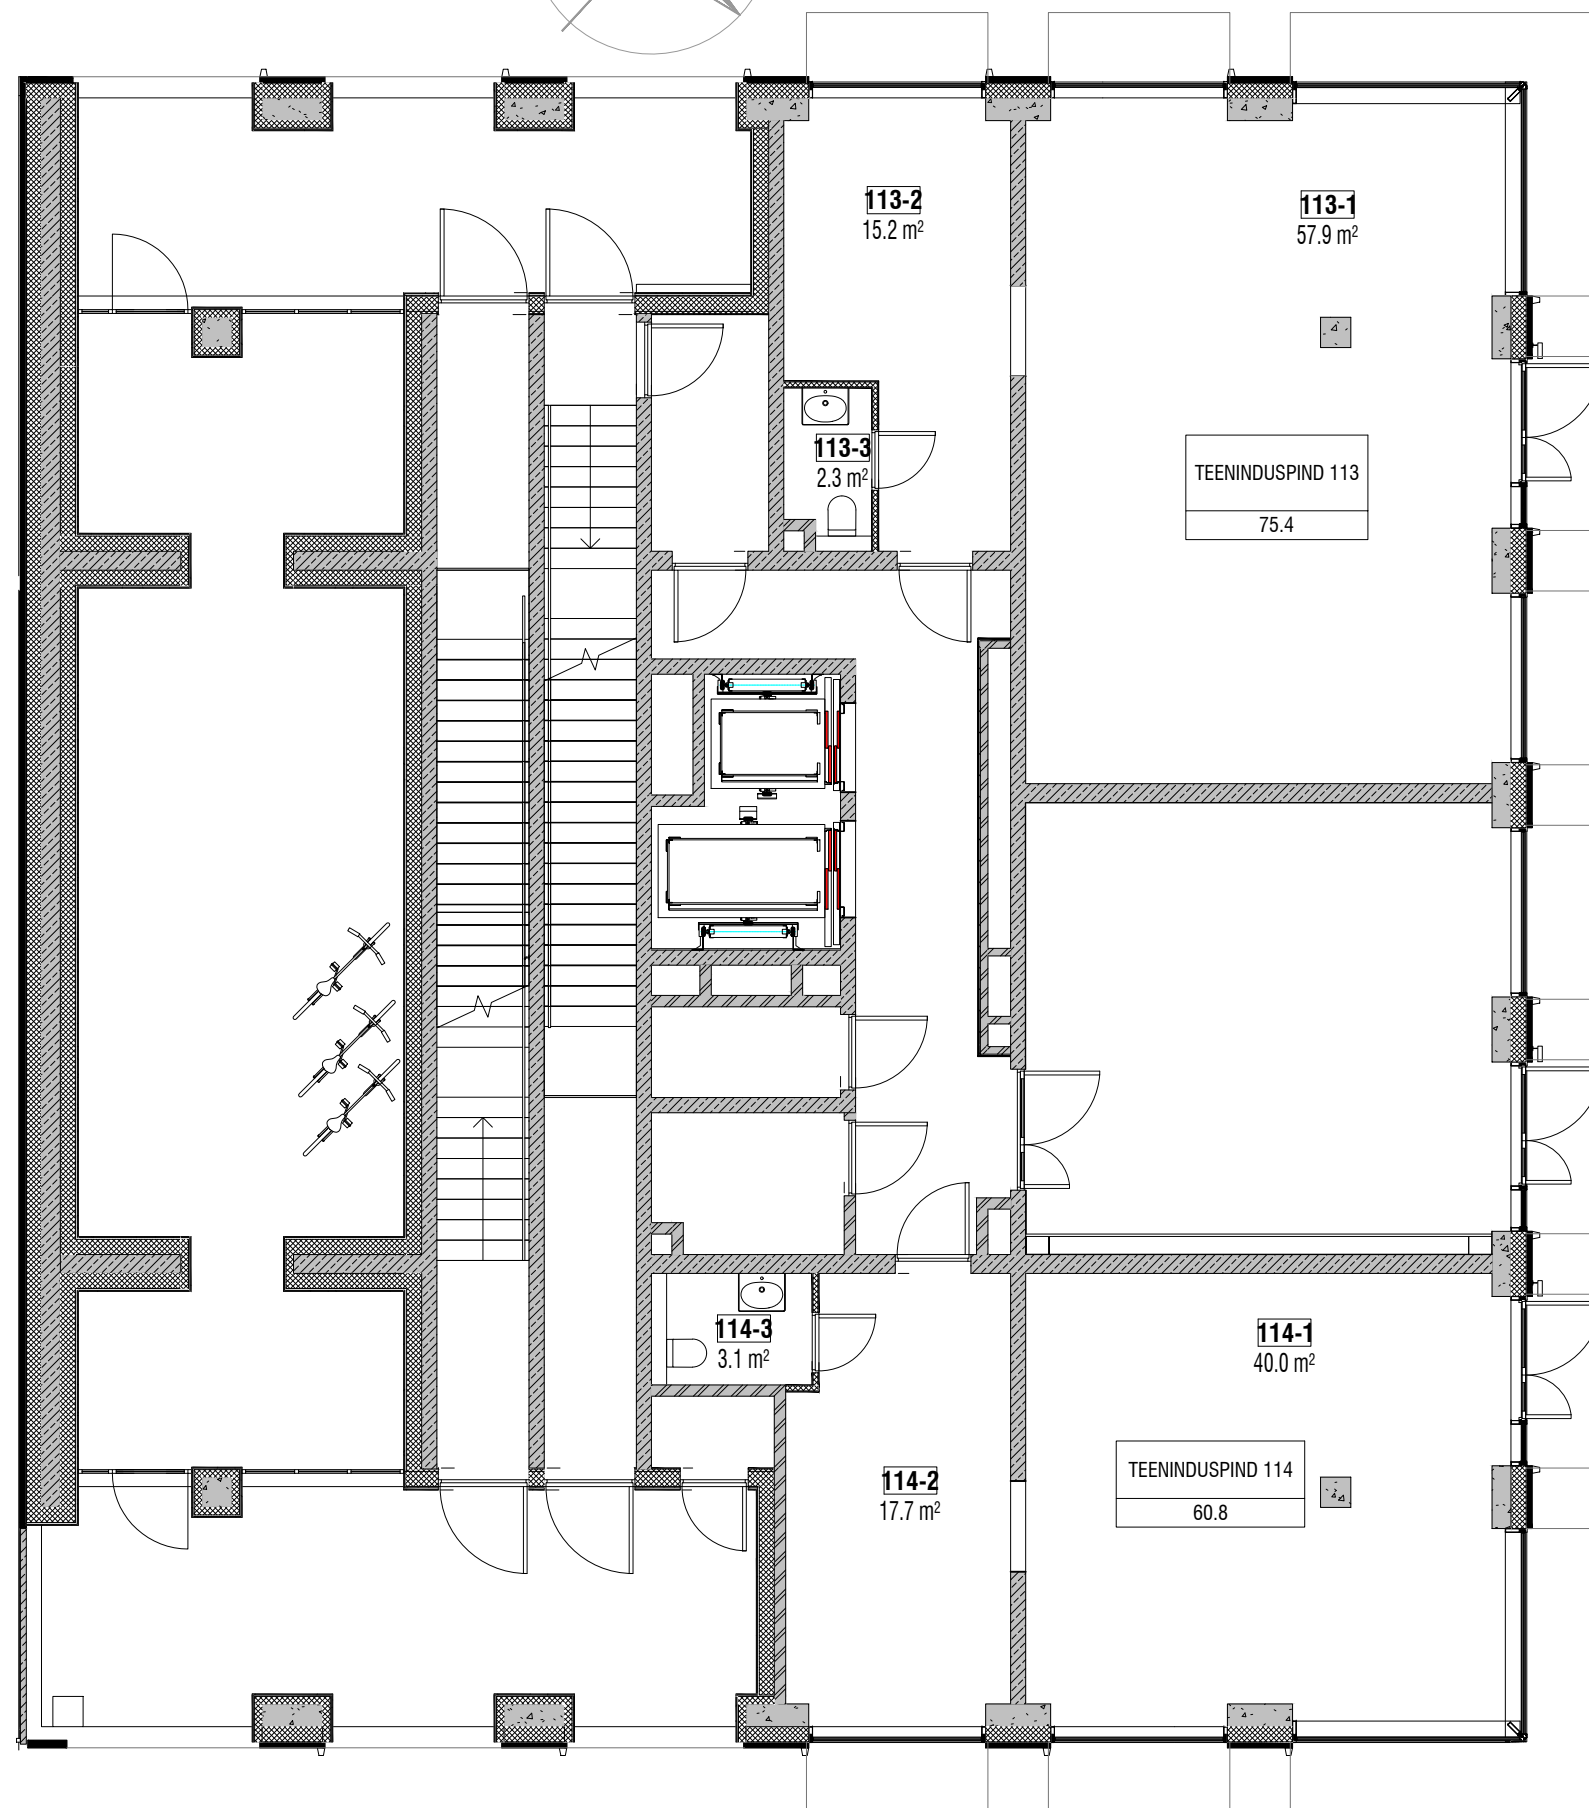 113-2
15.2 m²
113-1
57.9 m²
113-3
2.3 m²
TEENINDUSPIND 113
75.4
114-3
3.1 m²
114-1
40.0 m²
114-2
17.7 m²
TEENINDUSPIND 114
60.8